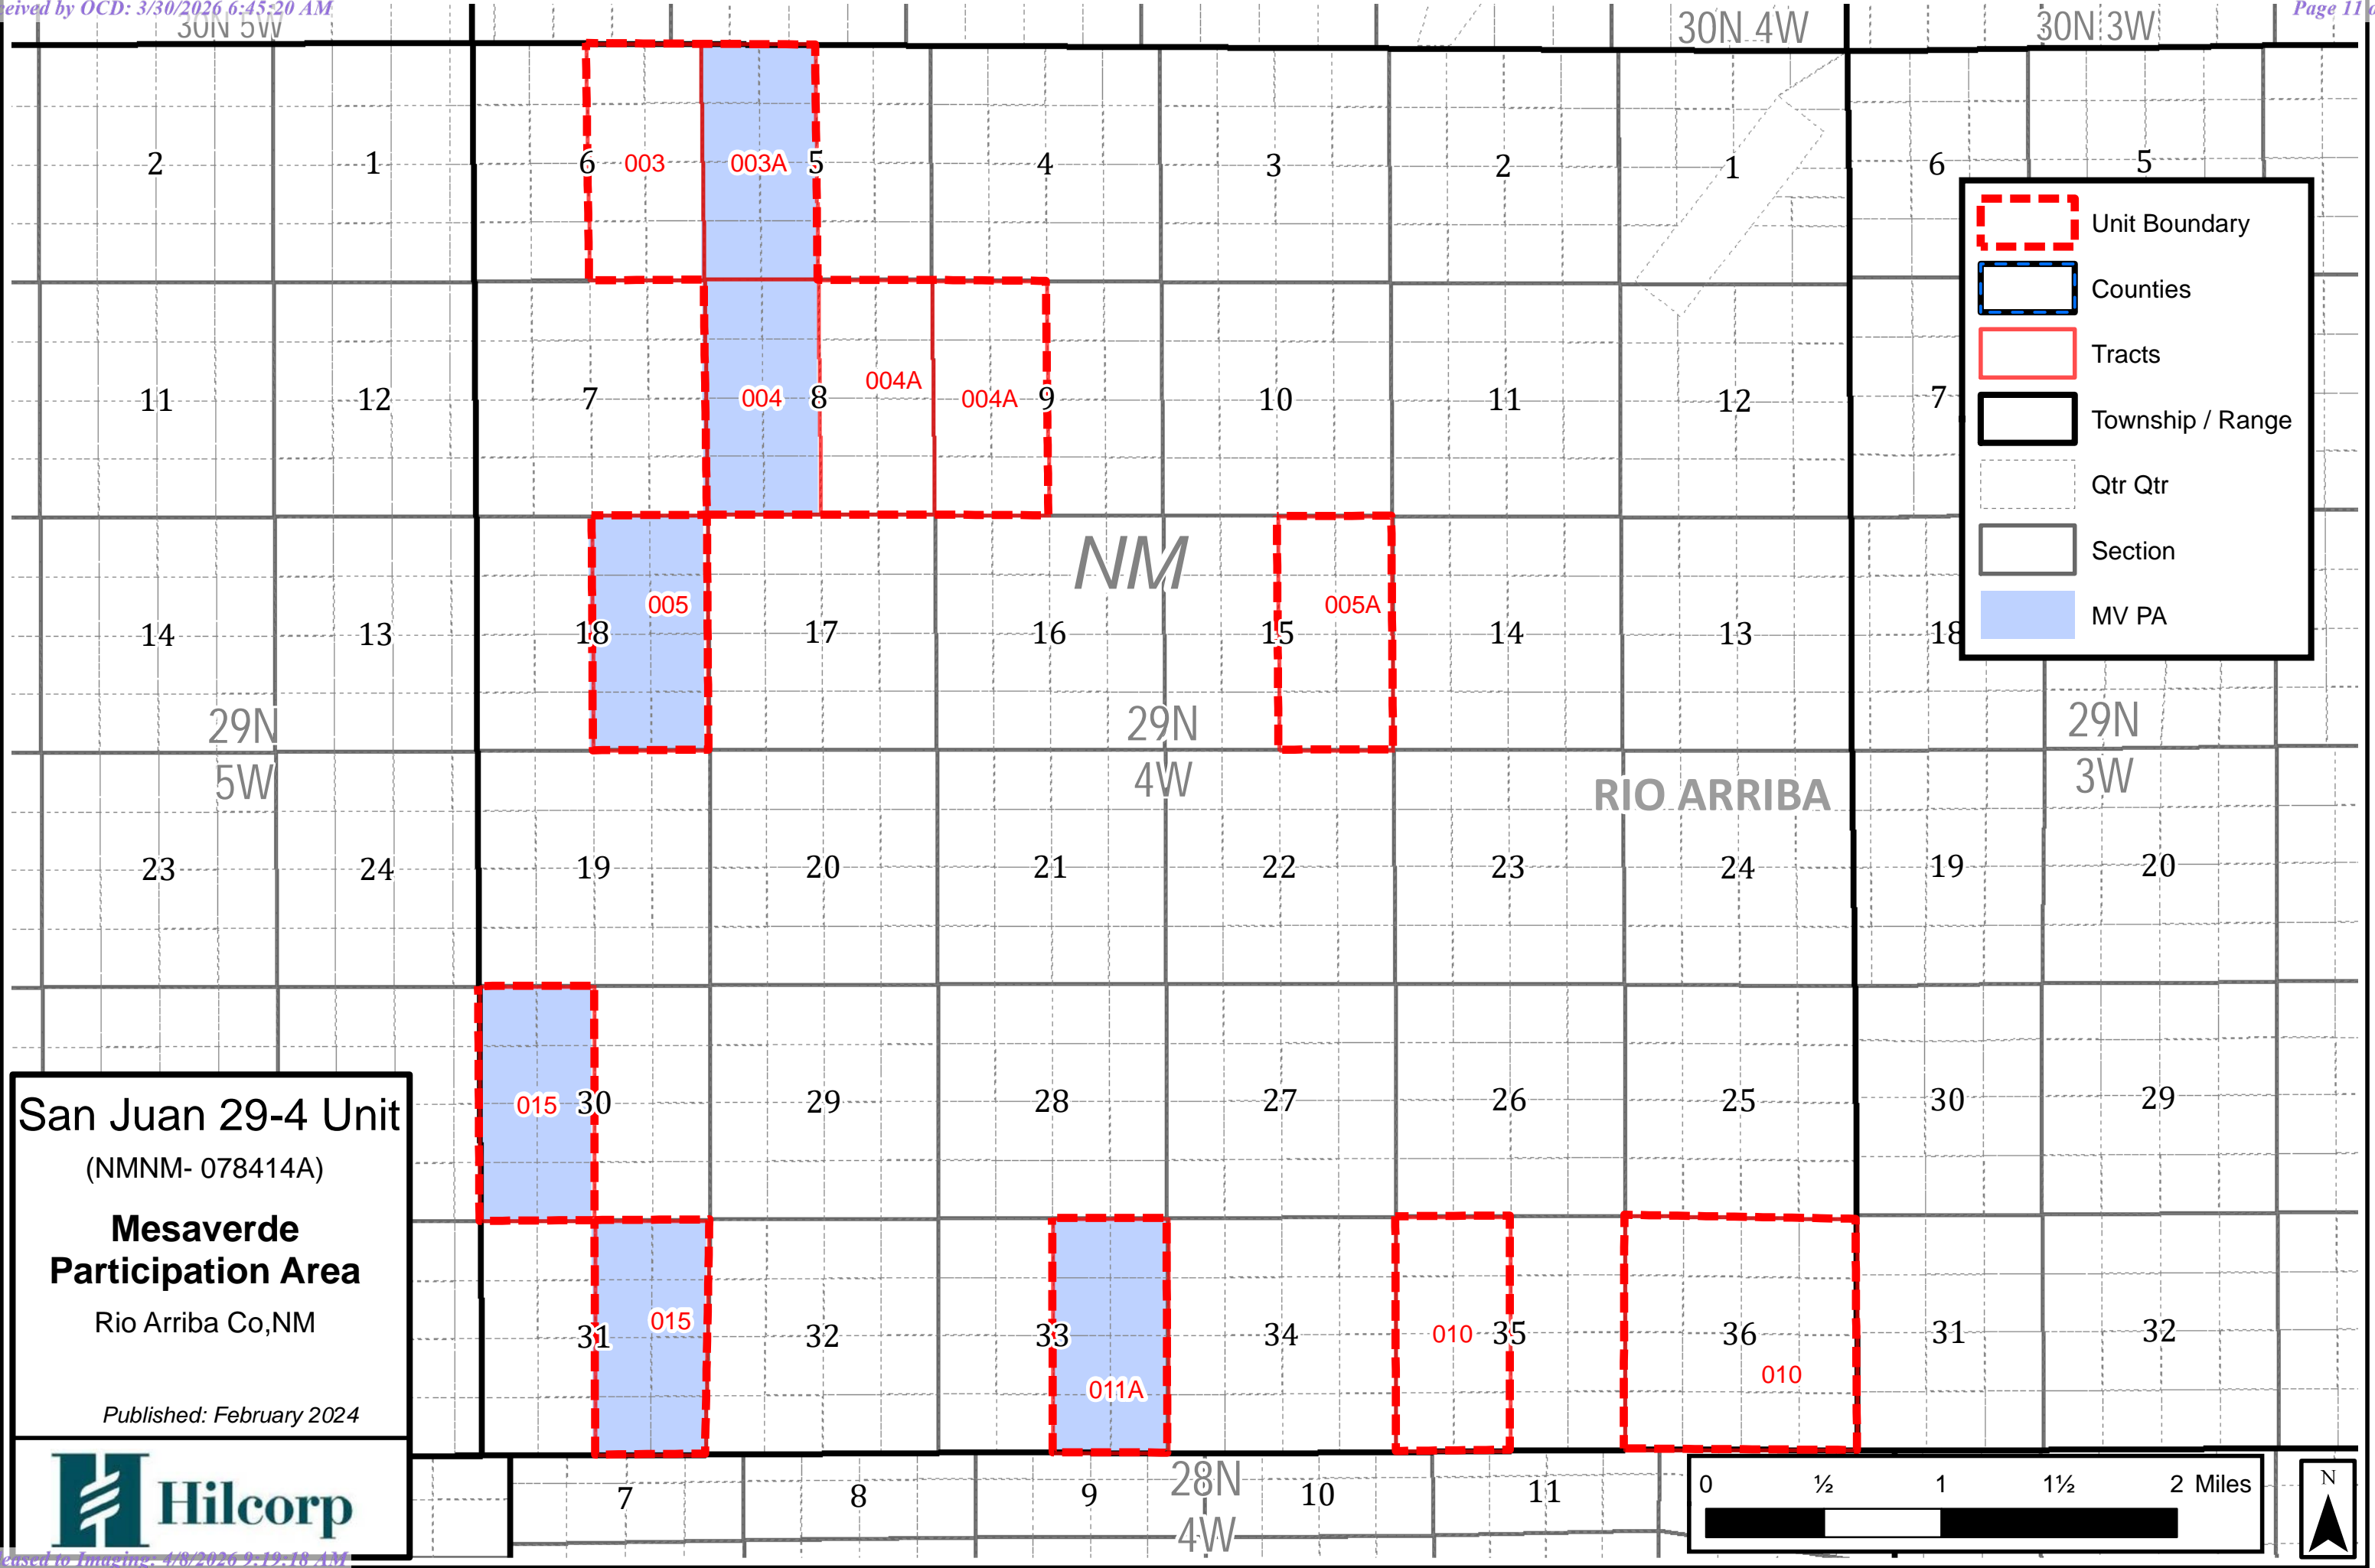 ceived by OCD: 3/30/2026 6:45:20 AM
Page 11
30N 5W
30N 4W
30N 3W
2
1
6
003
003A
5
4
3
2
1
6
5
11
12
7
004
8
004A
004A
9
10
11
12
7
14
13
18
005
17
16
15
005A
14
13
18
NM
29N
5W
29N
4W
29N
3W
RIO ARRIBA
23
24
19
20
21
22
23
24
19
20
015
30
29
28
27
26
25
30
29
31
015
32
33
011A
34
010
35
36
010
31
32
7
8
9
28N
4W
10
11
Unit Boundary
Counties
Tracts
Township / Range
Qtr Qtr
Section
MV PA
San Juan 29-4 Unit
(NMNM- 078414A)
Mesaverde
Participation Area
Rio Arriba Co,NM
Published: February 2024
Hilcorp
0 ½ 1 1½ 2 Miles
N
eased to Imaging: 4/8/2026 9:19:18 AM